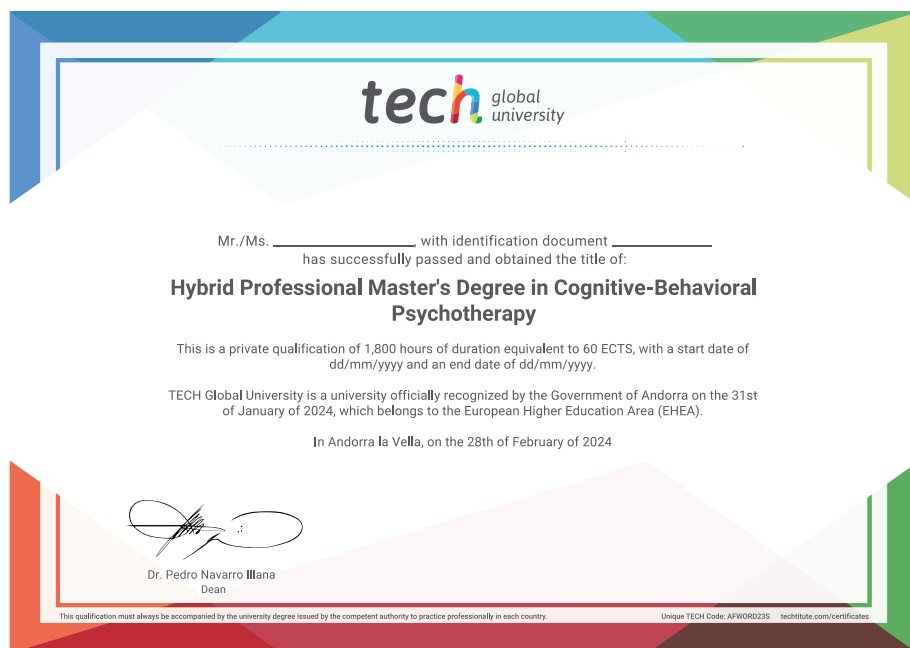 tech global university
Mr./Ms. ____________________, with identification document ______________
has successfully passed and obtained the title of:
Hybrid Professional Master's Degree in Cognitive-Behavioral
Psychotherapy
This is a private qualification of 1,800 hours of duration equivalent to 60 ECTS, with a start date of
dd/mm/yyyy and an end date of dd/mm/yyyy.
TECH Global University is a university officially recognized by the Government of Andorra on the 31st
of January of 2024, which belongs to the European Higher Education Area (EHEA).
In Andorra la Vella, on the 28th of February of 2024
Dr. Pedro Navarro Illana
Dean
This qualification must always be accompanied by the university degree issued by the competent authority to practice professionally in each country. Unique TECH Code: AFWORD23S techtitute.com/certificates